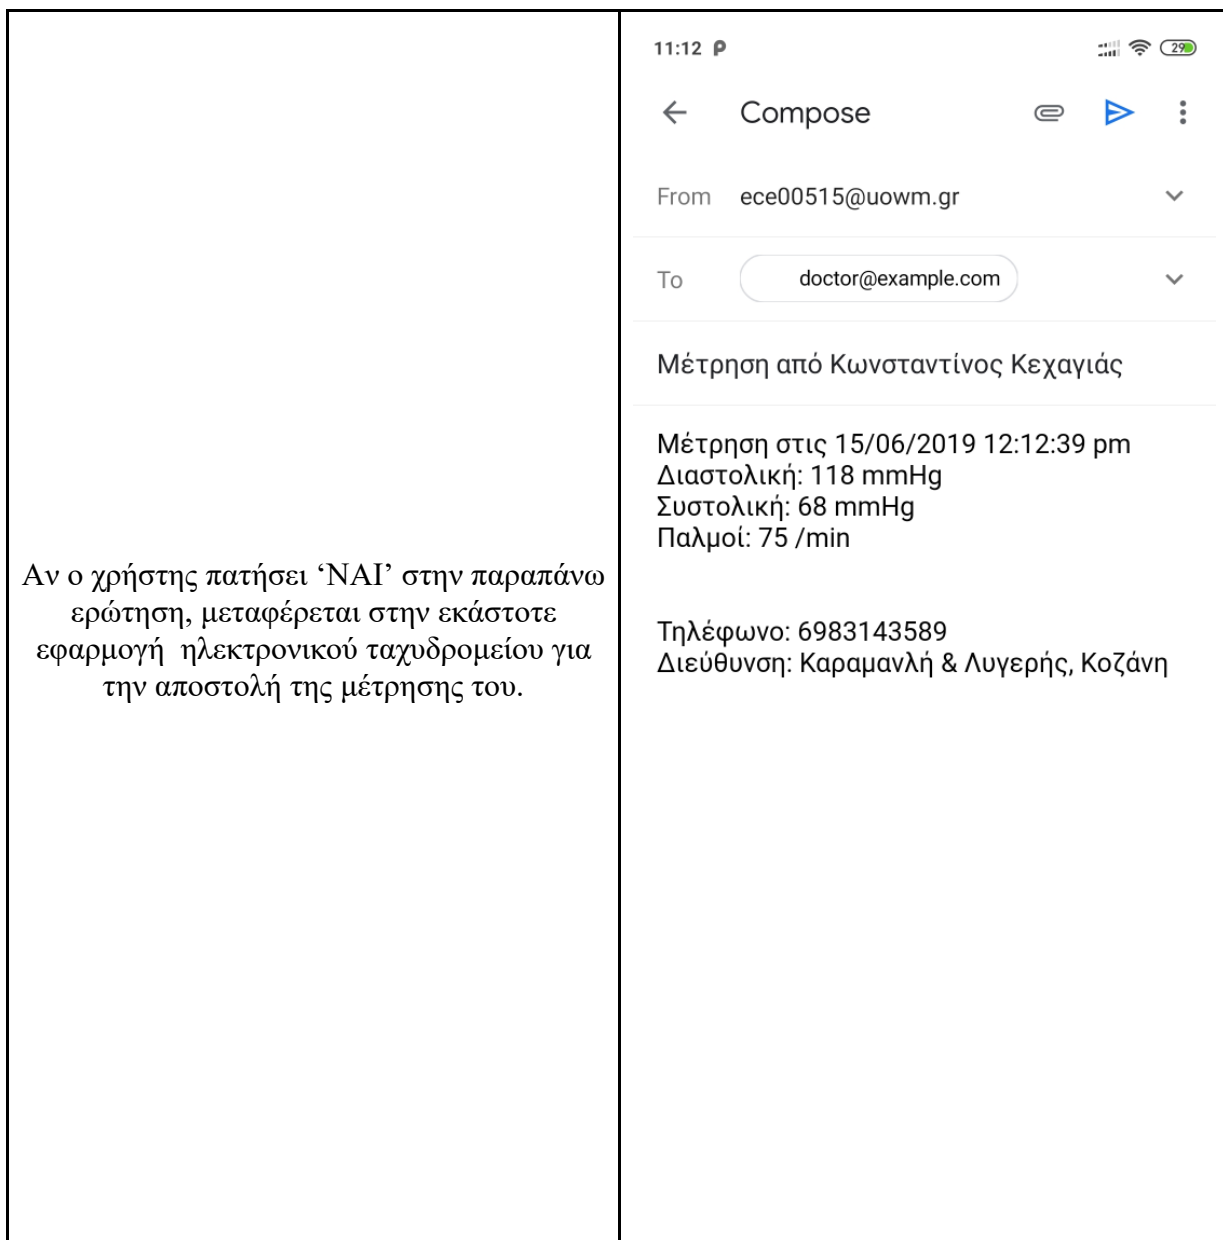 Αν ο χρήστης πατήσει ‘ΝΑΙ’ στην παραπάνω
ερώτηση, μεταφέρεται στην εκάστοτε
εφαρμογή ηλεκτρονικού ταχυδρομείου για
την αποστολή της μέτρησης του.
11:12
29
Compose
From ece00515@uowm.gr
To doctor@example.com
Μέτρηση από Κωνσταντίνος Κεχαγιάς
Μέτρηση στις 15/06/2019 12:12:39 pm
Διαστολική: 118 mmHg
Συστολική: 68 mmHg
Παλμοί: 75 /min
Τηλέφωνο: 6983143589
Διεύθυνση: Καραμανλή & Λυγερής, Κοζάνη